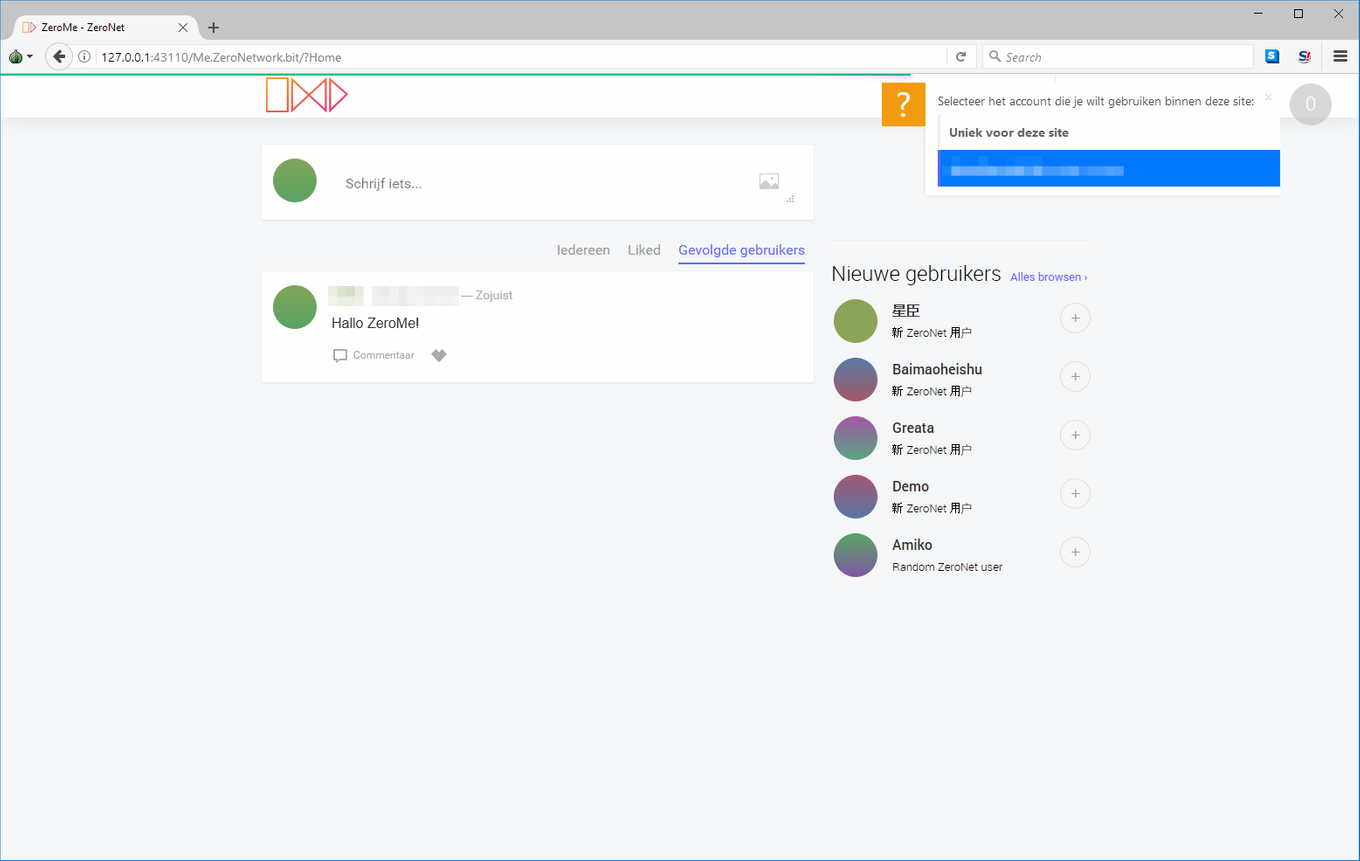 ZeroMe - ZeroNet
127.0.0.1:43110/Me.ZeroNetwork.bit/?Home
Search
?
Selecteer het account die je wilt gebruiken binnen deze site:
Uniek voor deze site
0
Schrijf iets...
Iedereen
Liked
Gevolgde gebruikers
— Zojuist
Hallo ZeroMe!
Commentaar
Nieuwe gebruikers
Alles browsen ›
星臣
新 ZeroNet 用户
Baimaoheishu
新 ZeroNet 用户
Greata
新 ZeroNet 用户
Demo
新 ZeroNet 用户
Amiko
Random ZeroNet user